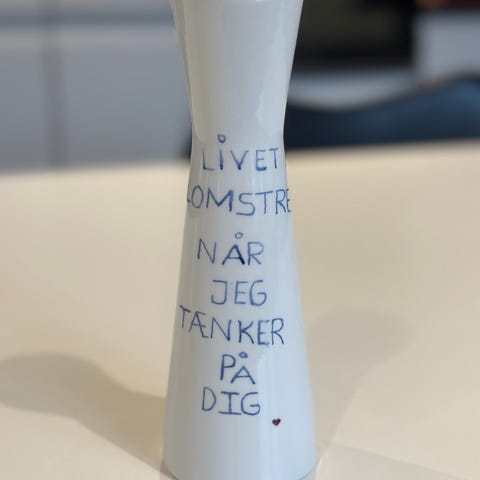 LIVET
LOMSTRE
NÅR
JEG
TÆNKER
PÅ
DIG